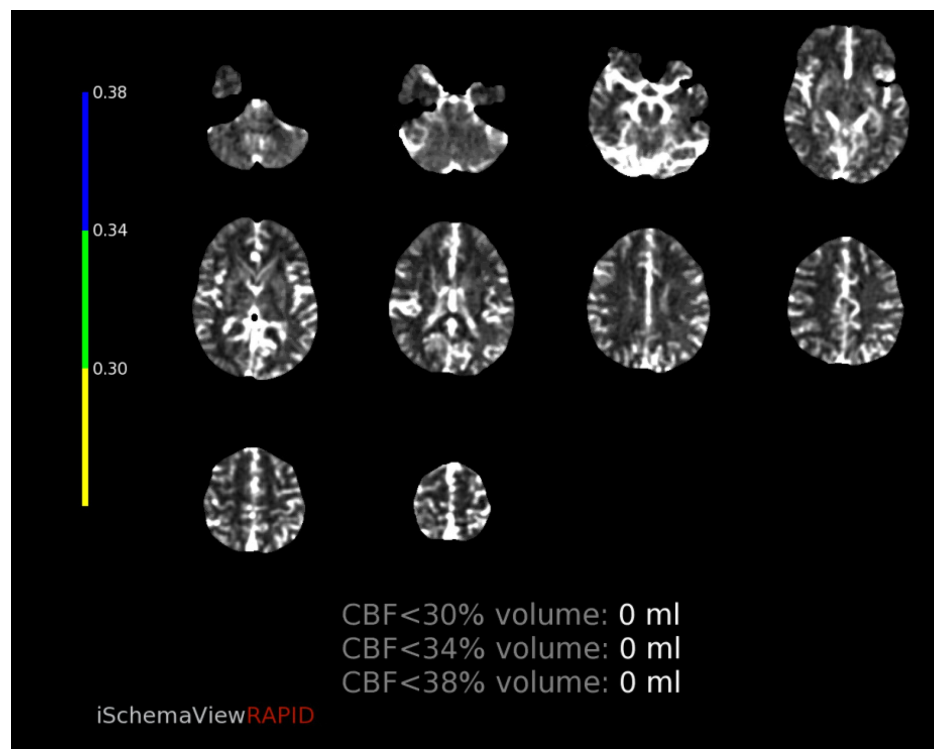 0.38
0.34
0.30
CBF<30% volume: 0 ml
CBF<34% volume: 0 ml
CBF<38% volume: 0 ml
iSchemaViewRAPID